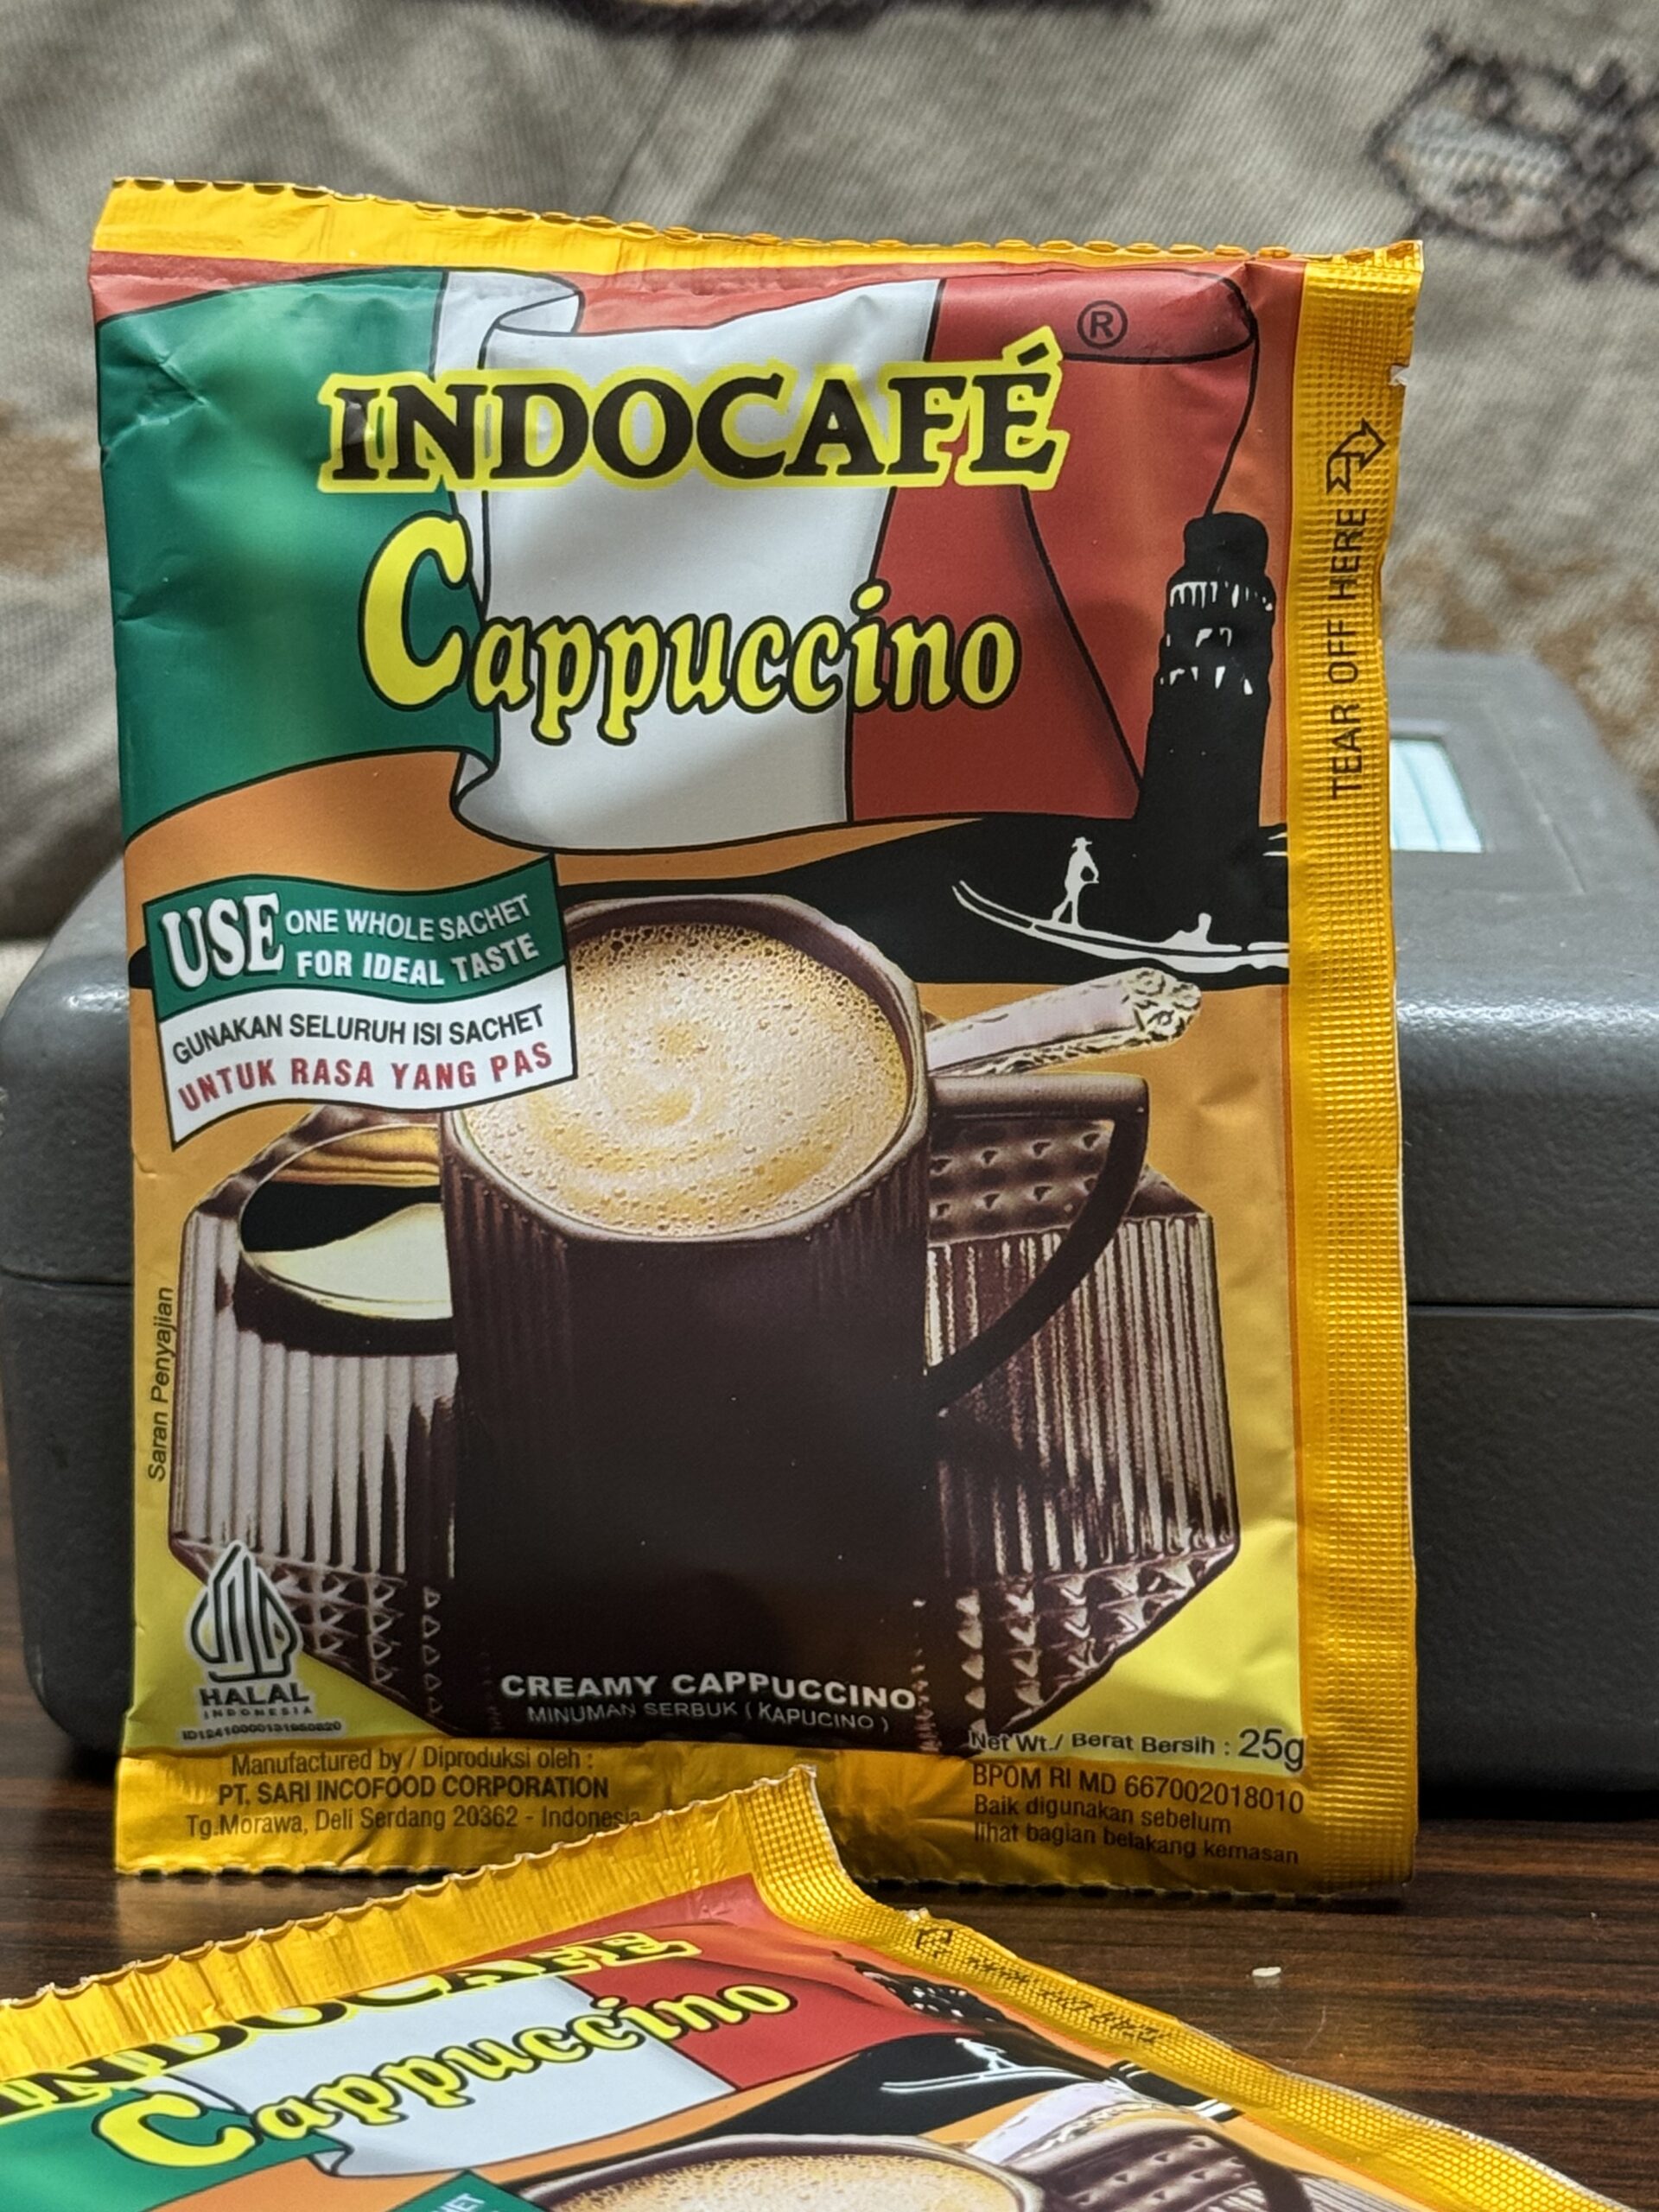 INDOCAFÉ ®
Cappuccino
TEAR OFF HERE
USE ONE WHOLE SACHET
FOR IDEAL TASTE
GUNAKAN SELURUH ISI SACHET
UNTUK RASA YANG PAS
Saran Penyajian
HALAL
INDONESIA
CREAMY CAPPUCCINO
MINUMAN SERBUK ( KAPUCINO )
Net Wt./ Berat Bersih : 25g
Manufactured by / Diproduksi oleh :
PT. SARI INCOFOOD CORPORATION
Tg.Morawa, Deli Serdang 20362 - Indonesia
BPOM RI MD 667002018010
Baik digunakan sebelum
lihat bagian belakang kemasan
INDOCAFÉ
Cappuccino